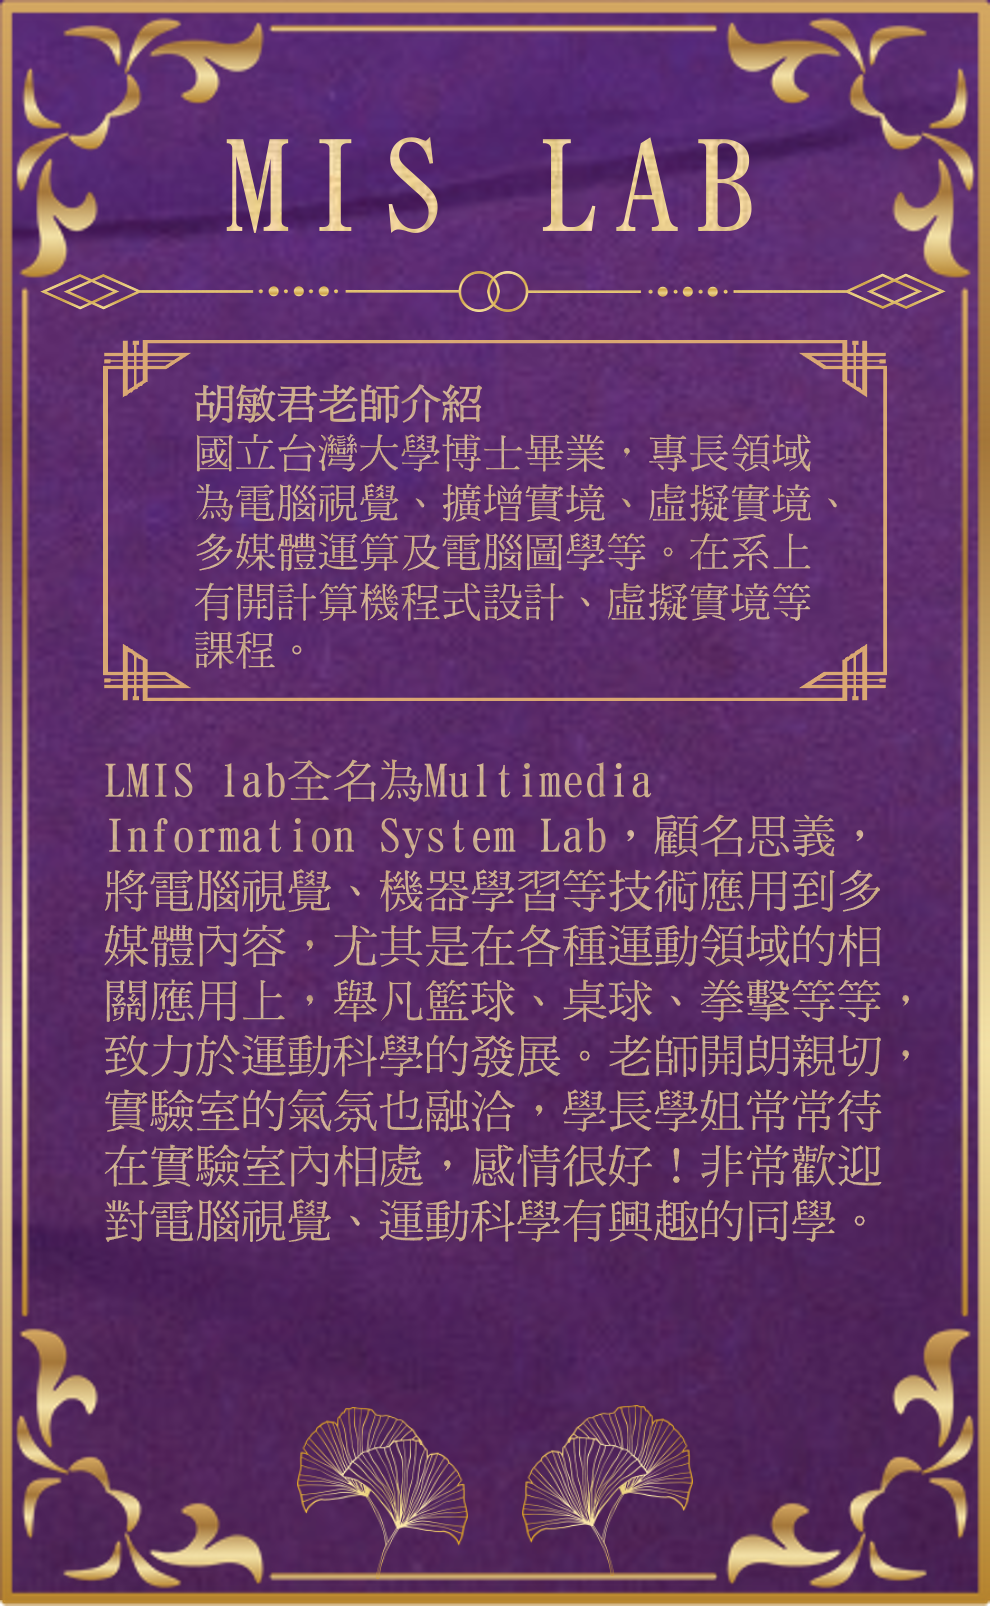 MIS LAB
胡敏君老師介紹
國立台灣大學博士畢業，專長領域
為電腦視覺、擴增實境、虛擬實境、
多媒體運算及電腦圖學等。在系上
有開計算機程式設計、虛擬實境等
課程。
LMIS lab全名為Multimedia
Information System Lab，顧名思義，
將電腦視覺、機器學習等技術應用到多
媒體內容，尤其是在各種運動領域的相
關應用上，舉凡籃球、桌球、拳擊等等，
致力於運動科學的發展。老師開朗親切，
實驗室的氣氛也融洽，學長學姐常常待
在實驗室內相處，感情很好！非常歡迎
對電腦視覺、運動科學有興趣的同學。